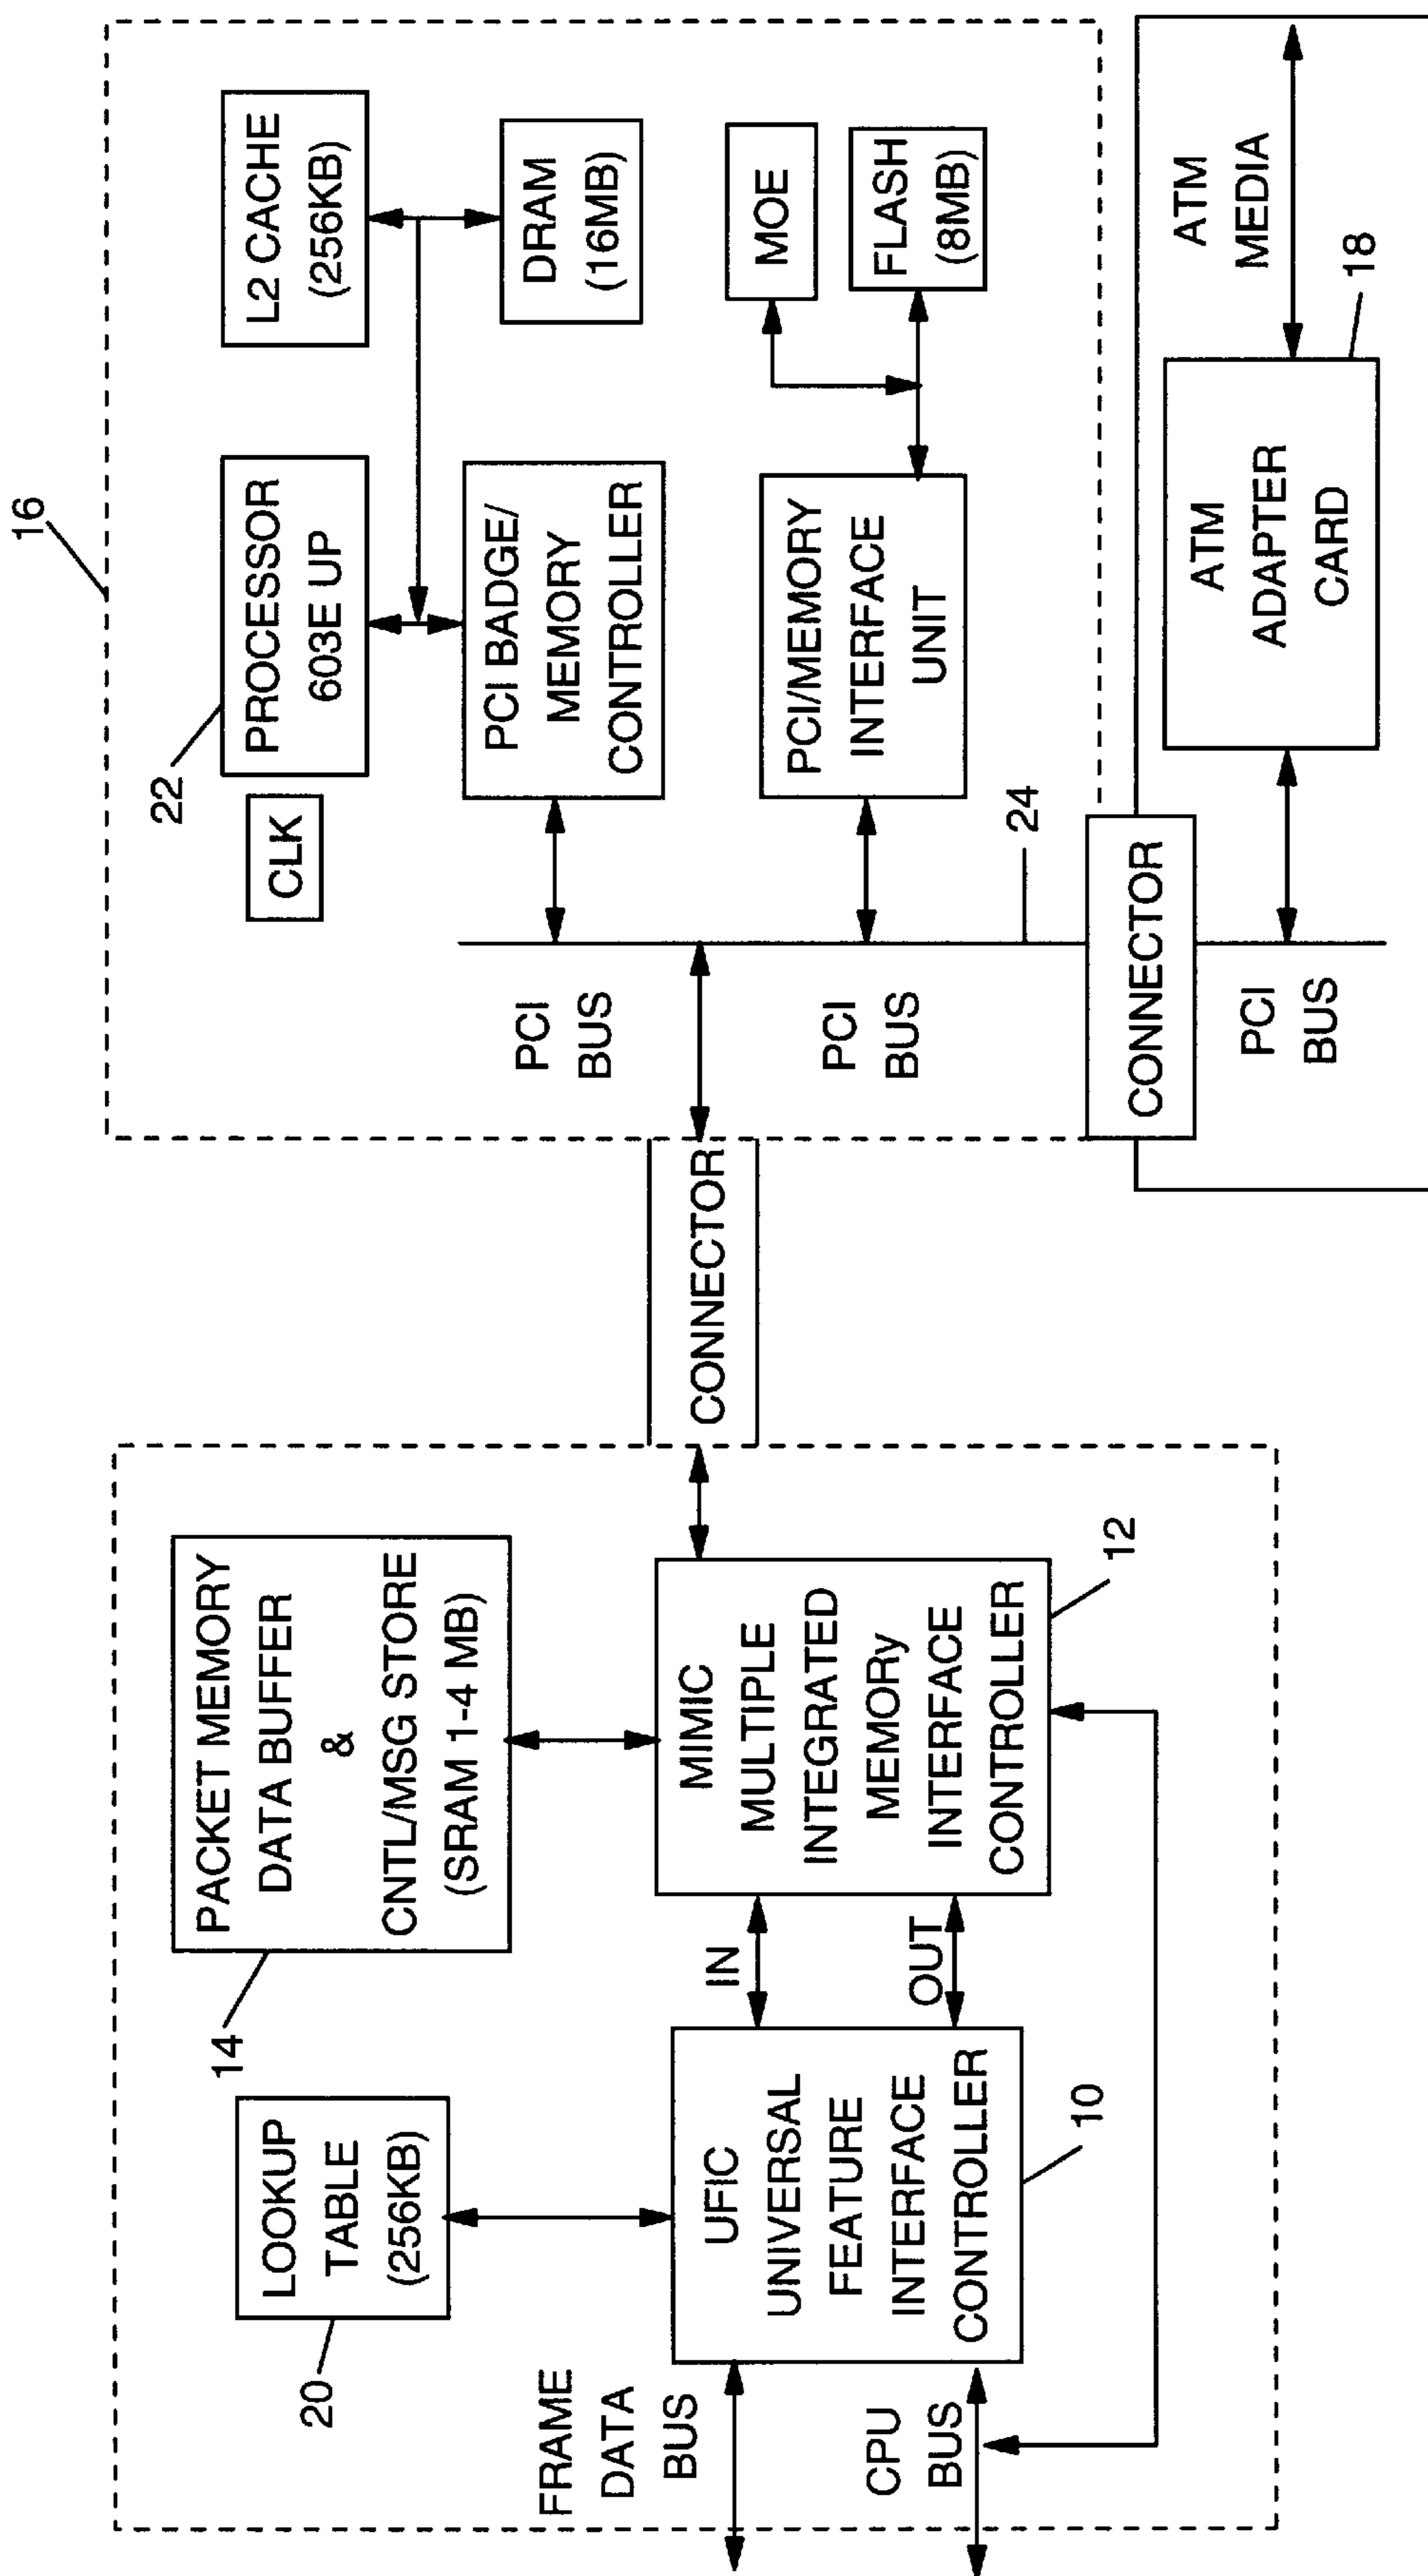 16
22
PROCESSOR
603E UP
CLK
L2 CACHE
(256KB)
DRAM
(16MB)
PCI BADGE/
MEMORY
CONTROLLER
MOE
FLASH
(8MB)
PCI/MEMORY
INTERFACE
UNIT
24
PCI
BUS
PCI
BUS
CONNECTOR
PCI
BUS
ATM
ADAPTER
CARD
18
ATM
MEDIA
CONNECTOR
PACKET MEMORY
DATA BUFFER
&
CNTL/MSG STORE
(SRAM 1-4 MB)
14
LOOKUP
TABLE
(256KB)
20
MIMIC
MULTIPLE
INTEGRATED
MEMORy
INTERFACE
CONTROLLER
12
IN
OUT
UFIC
UNIVERSAL
FEATURE
INTERFACE
CONTROLLER
10
FRAME
DATA
BUS
CPU
BUS